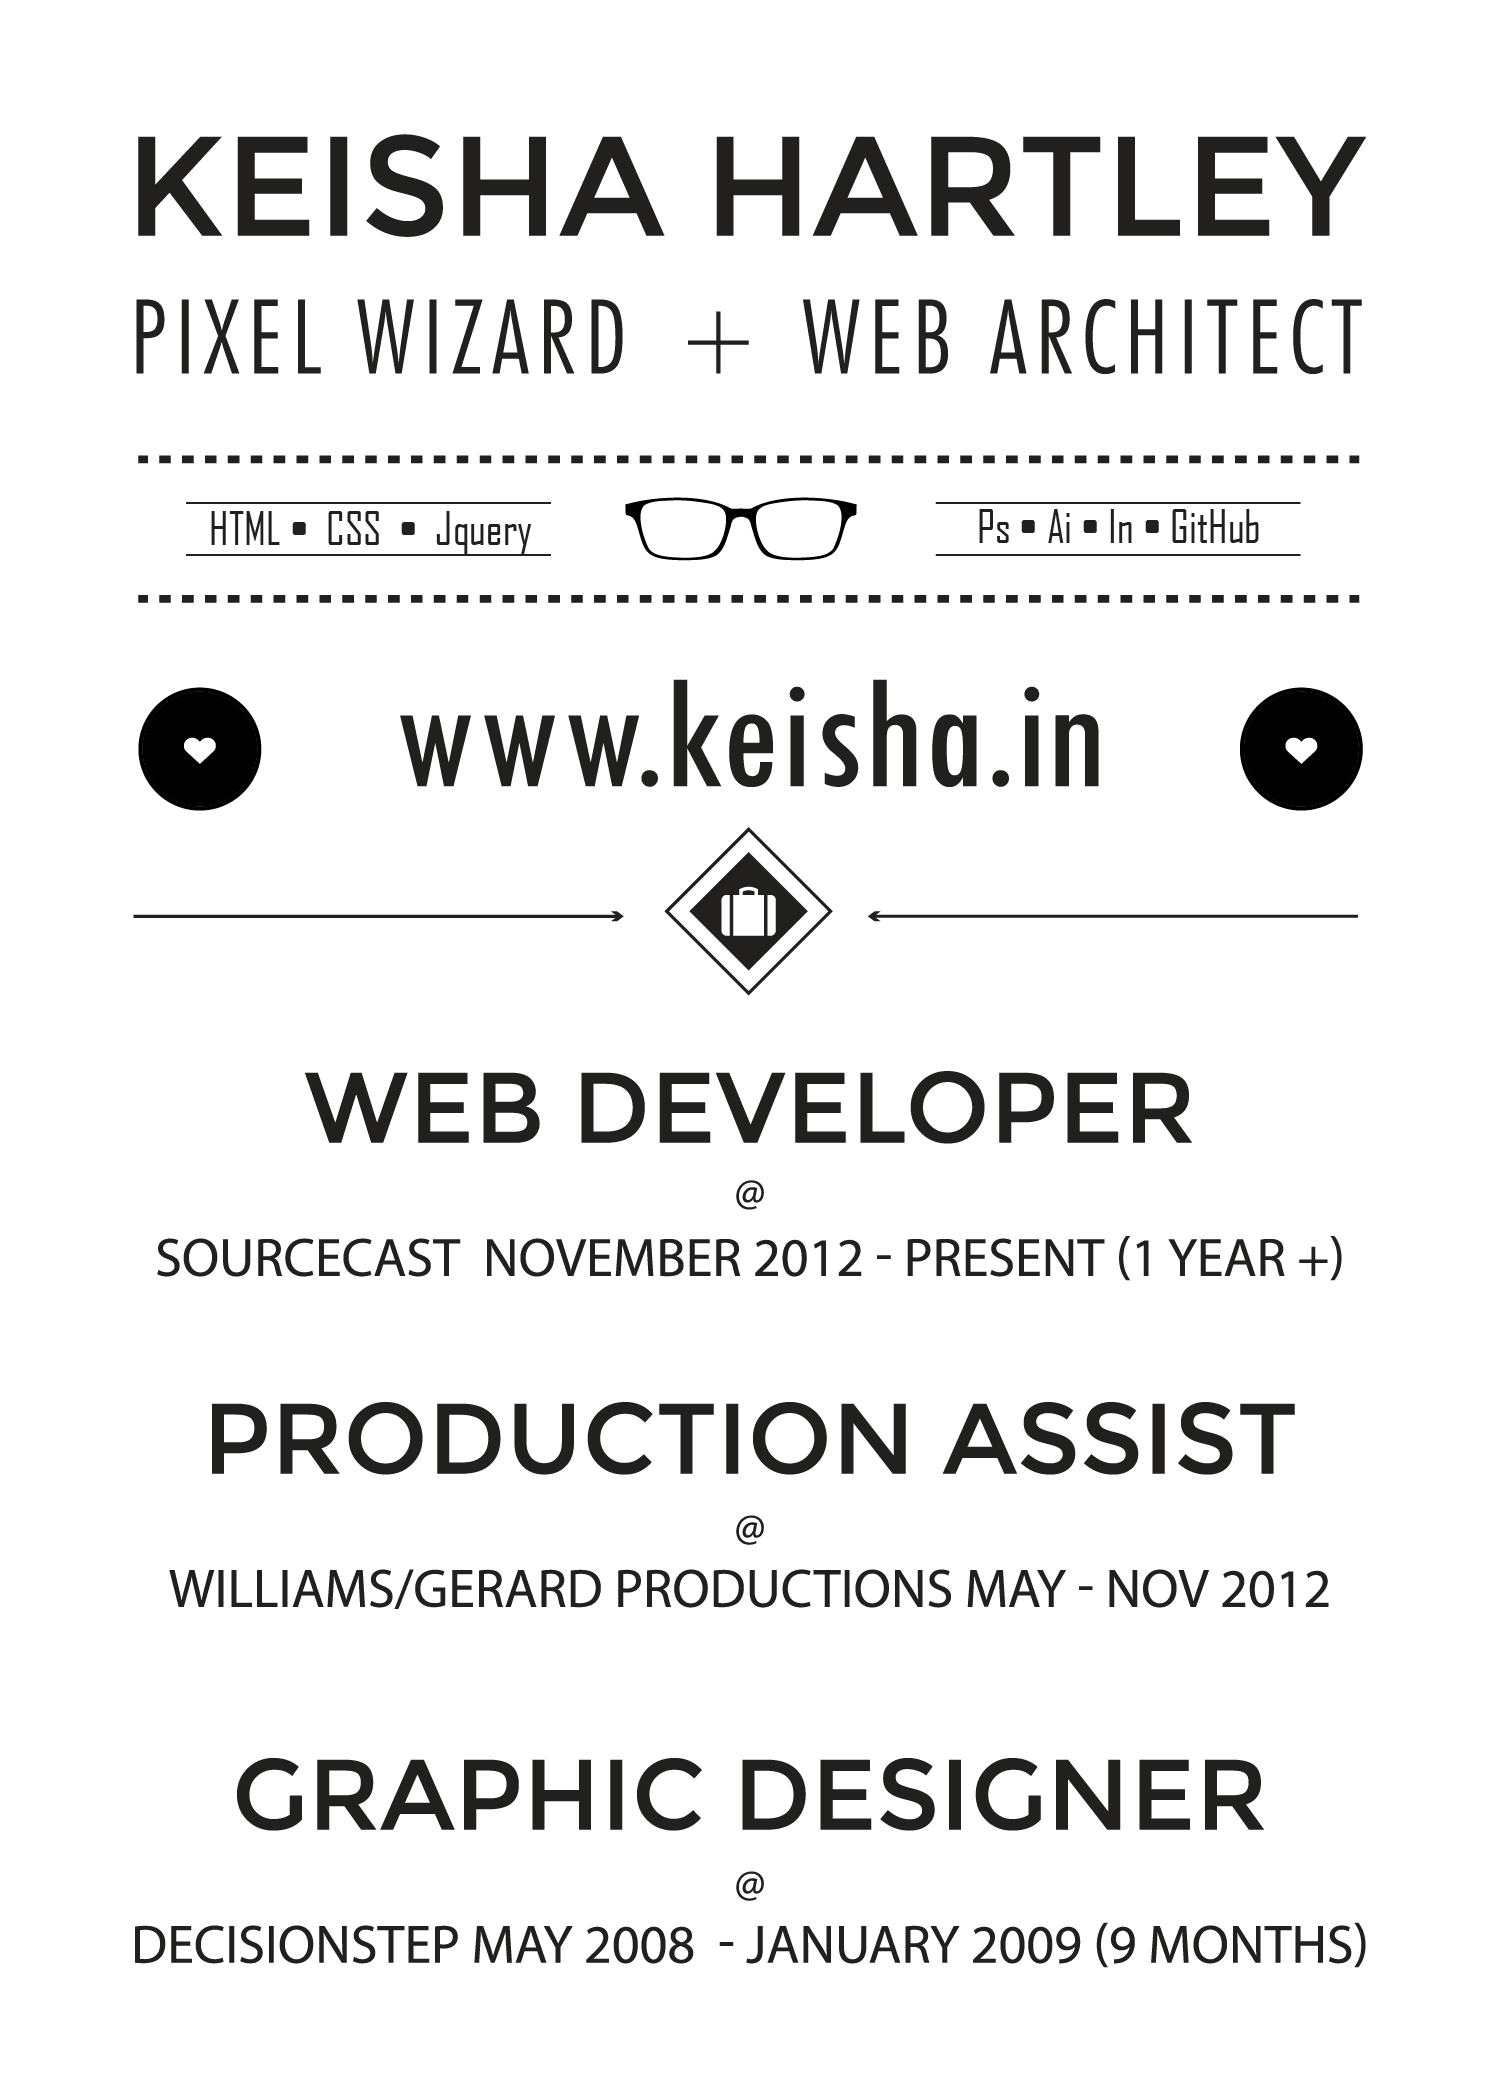 KEISHA HARTLEY
PIXEL WIZARD + WEB ARCHITECT
HTML ▪ CSS ▪ Jquery
Ps ▪ Ai ▪ In ▪ GitHub
www.keisha.in
WEB DEVELOPER
@
SOURCECAST NOVEMBER 2012 - PRESENT (1 YEAR +)
PRODUCTION ASSIST
@
WILLIAMS/GERARD PRODUCTIONS MAY - NOV 2012
GRAPHIC DESIGNER
@
DECISIONSTEP MAY 2008 - JANUARY 2009 (9 MONTHS)